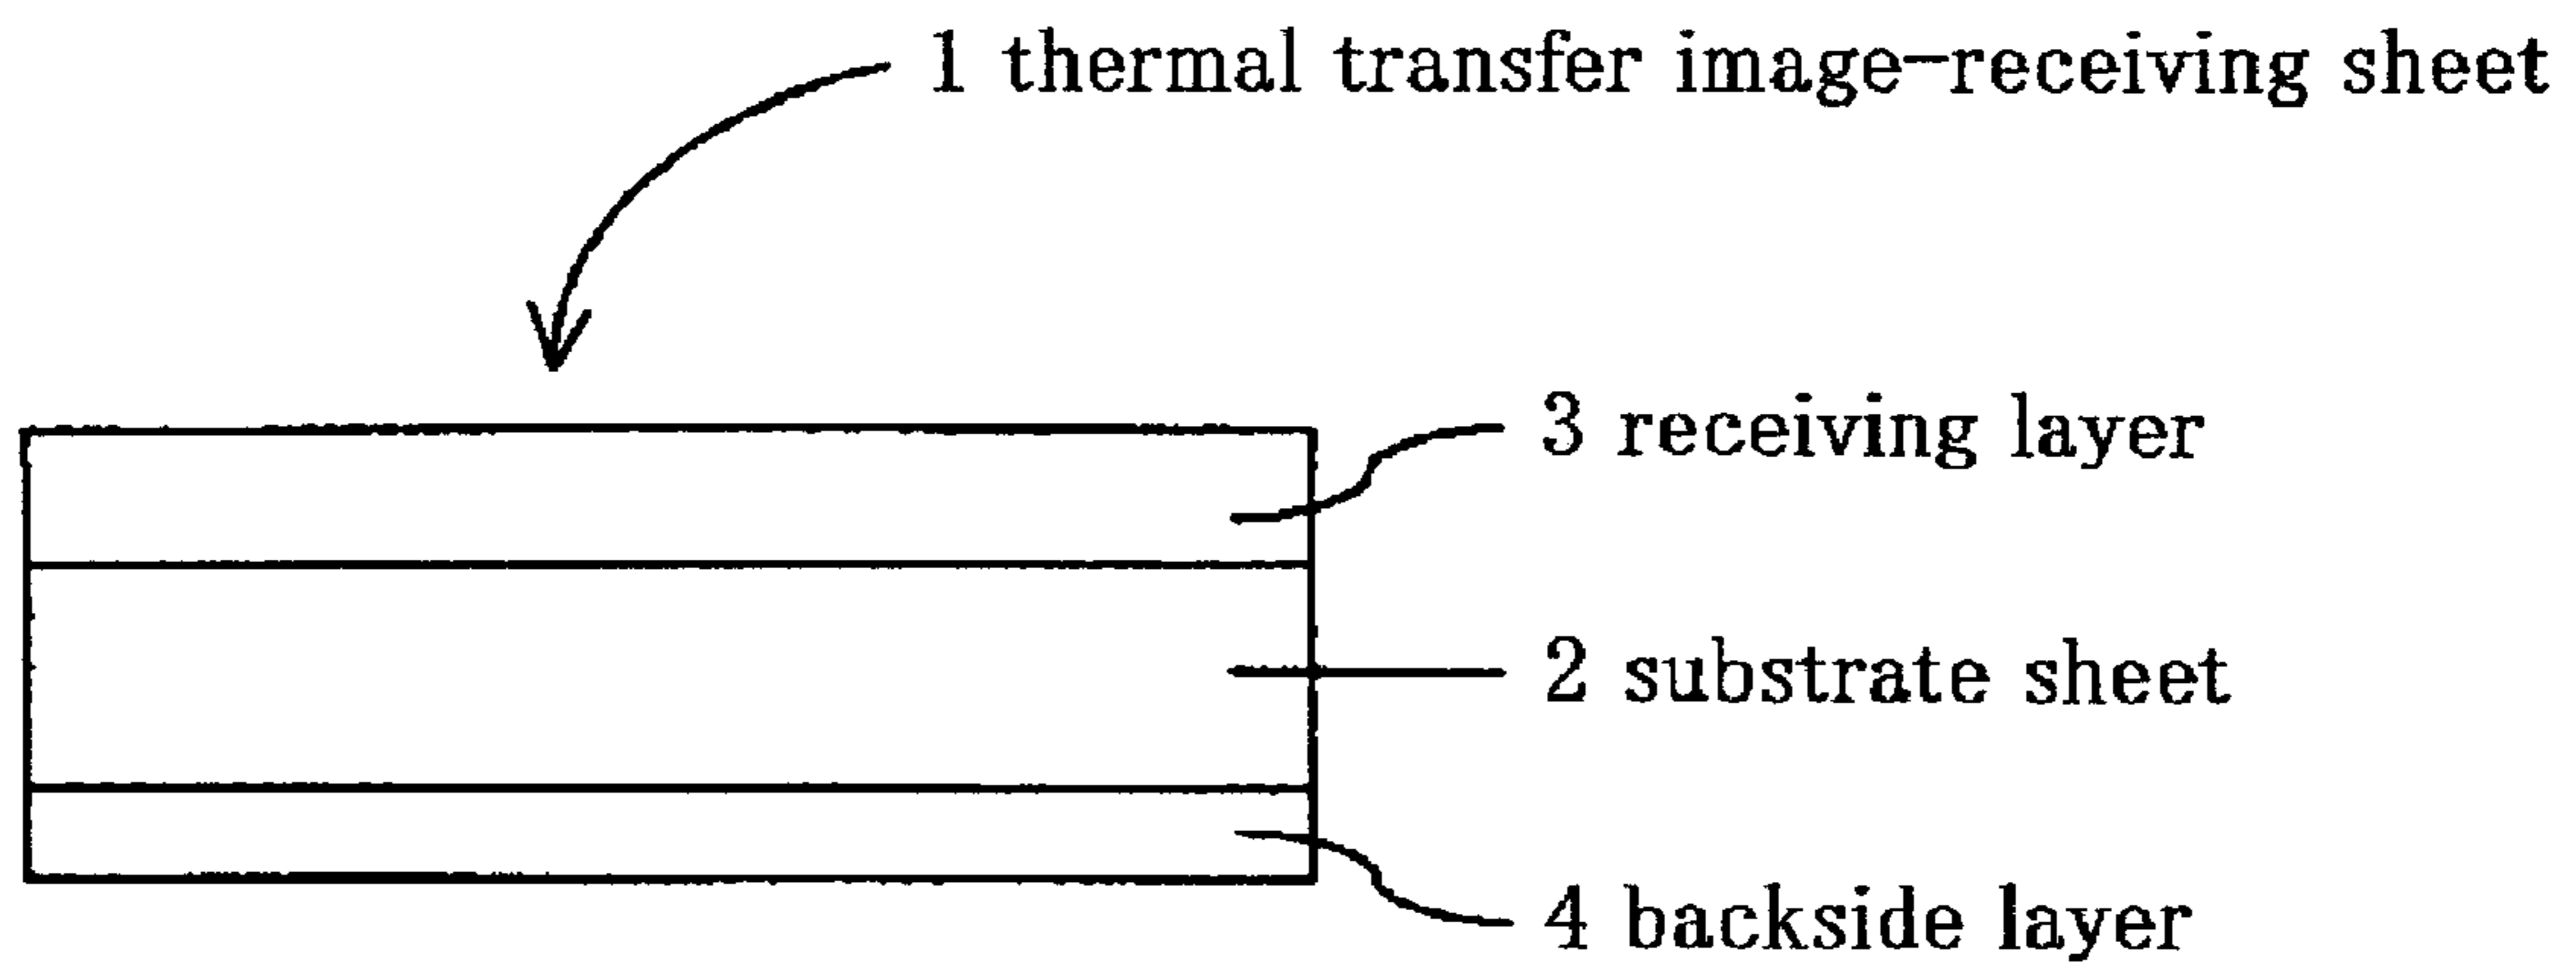 1 thermal transfer image-receiving sheet
3 receiving layer
2 substrate sheet
4 backside layer